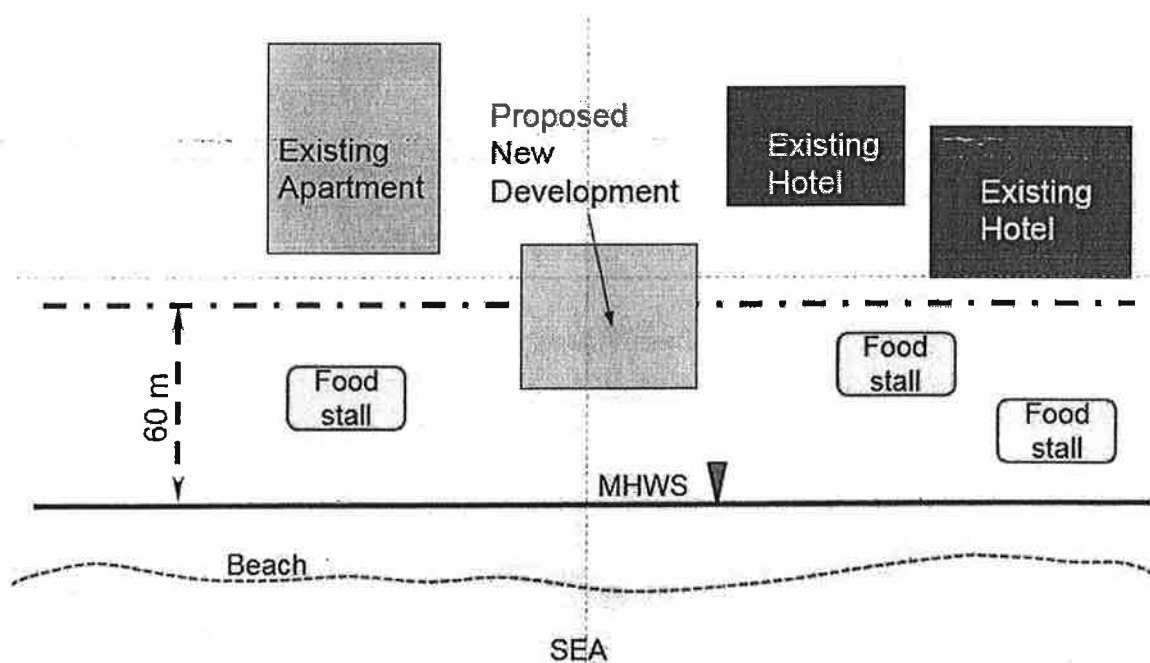 Existing
Apartment
Proposed
New
Development
Existing
Hotel
Existing
Hotel
60 m
Food
stall
Food
stall
Food
stall
MHWS
Beach
SEA